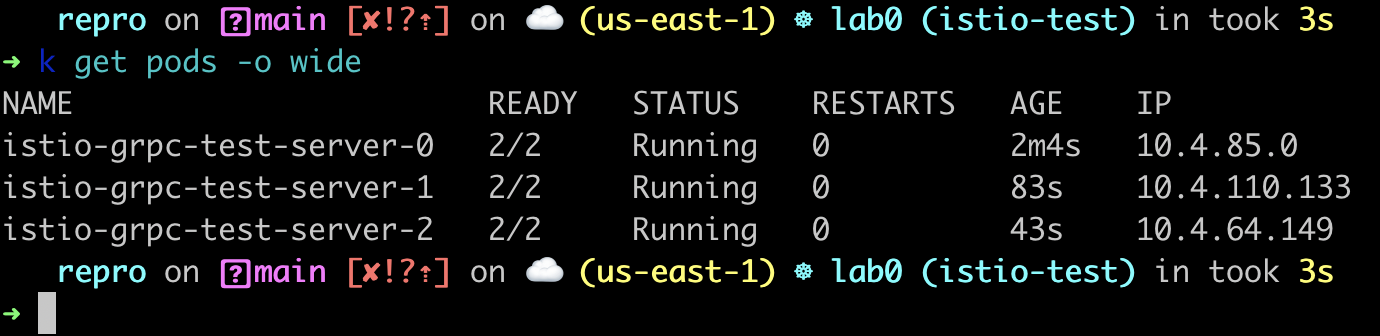 repro on ?main [✘!?⇡] on ☁️ (us-east-1) ☸ lab0 (istio-test) in took 3s
➜ k get pods -o wide
NAME READY STATUS RESTARTS AGE IP
istio-grpc-test-server-0 2/2 Running 0 2m4s 10.4.85.0
istio-grpc-test-server-1 2/2 Running 0 83s 10.4.110.133
istio-grpc-test-server-2 2/2 Running 0 43s 10.4.64.149
repro on ?main [✘!?⇡] on ☁️ (us-east-1) ☸ lab0 (istio-test) in took 3s
➜